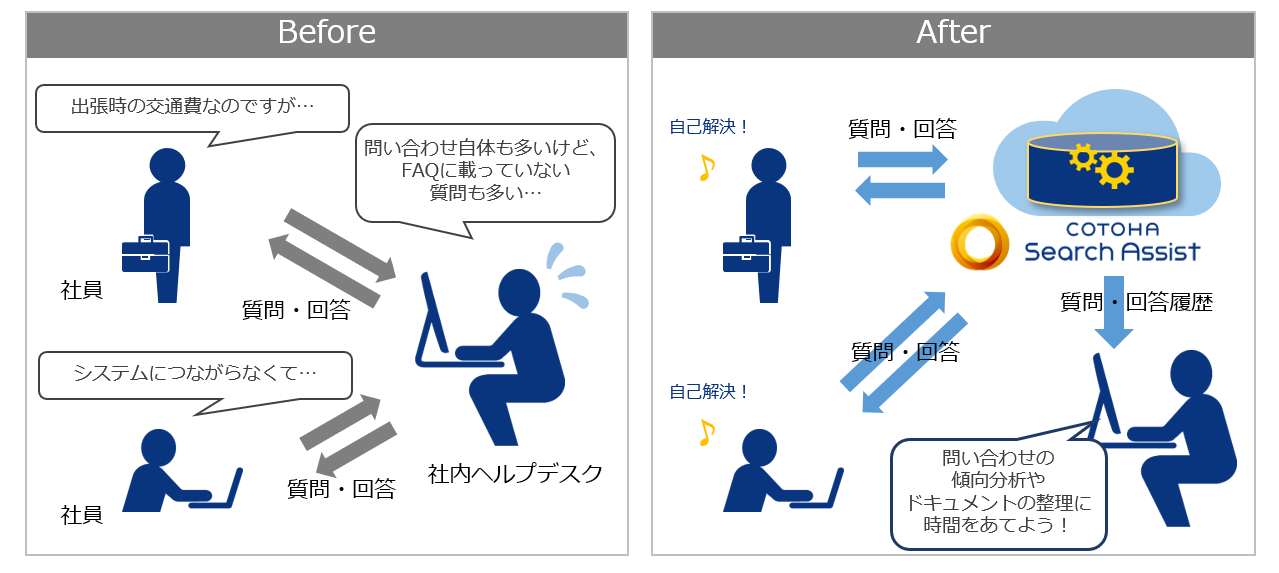 Before
出張時の交通費なのですが…
問い合わせ自体も多いけど、
FAQに載っていない
質問も多い…
社員
質問・回答
システムにつながらなくて…
社内ヘルプデスク
質問・回答
社員
After
自己解決！
質問・回答
COTOHA
Search Assist
質問・回答履歴
質問・回答
自己解決！
問い合わせの
傾向分析や
ドキュメントの整理に
時間をあてよう！